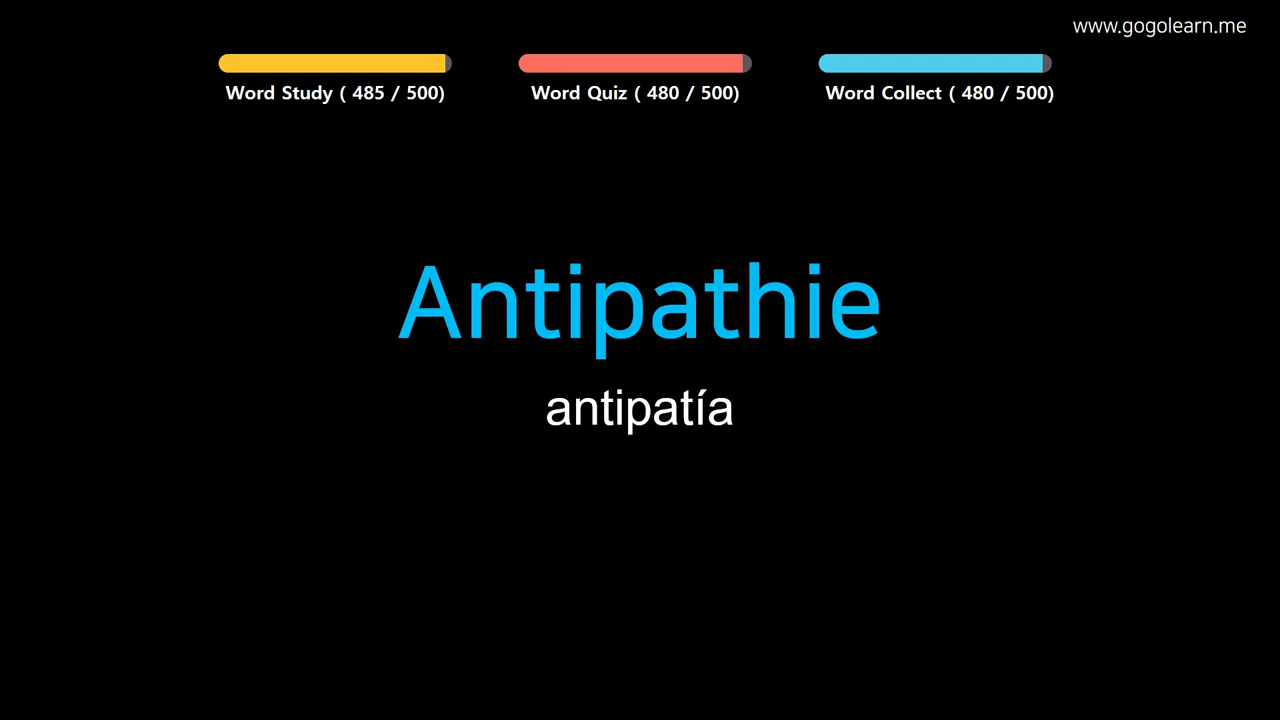 www.gogolearn.me
Word Study ( 485 / 500)
Word Quiz ( 480 / 500)
Word Collect ( 480 / 500)
Antipathie
antipatía